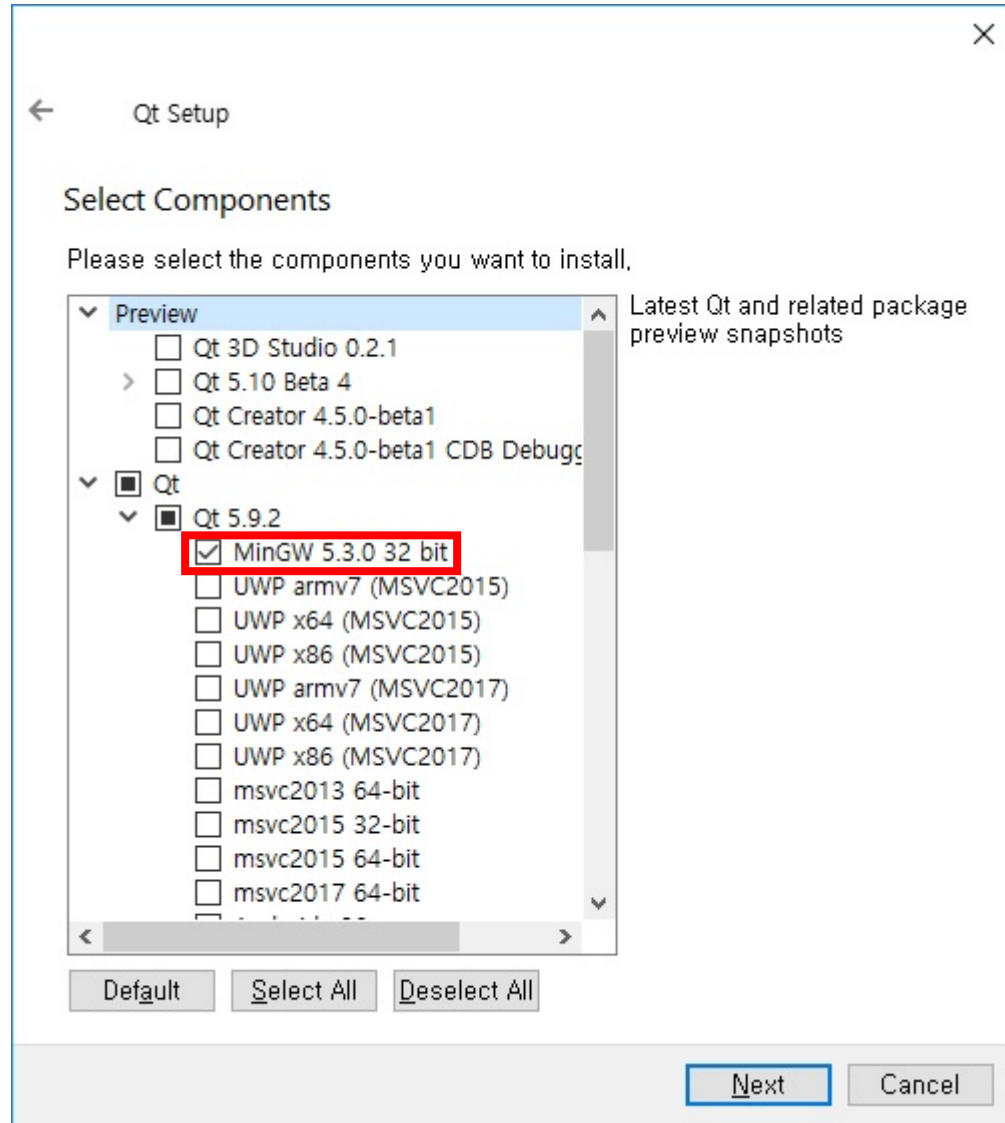 Qt Setup
Select Components
Please select the components you want to install,
Preview
Qt 3D Studio 0.2.1
Qt 5.10 Beta 4
Qt Creator 4.5.0-beta1
Qt Creator 4.5.0-beta1 CDB Debugg
Qt
Qt 5.9.2
MinGW 5.3.0 32 bit
UWP armv7 (MSVC2015)
UWP x64 (MSVC2015)
UWP x86 (MSVC2015)
UWP armv7 (MSVC2017)
UWP x64 (MSVC2017)
UWP x86 (MSVC2017)
msvc2013 64-bit
msvc2015 32-bit
msvc2015 64-bit
msvc2017 64-bit
Latest Qt and related package
preview snapshots
Default Select All Deselect All
Next Cancel